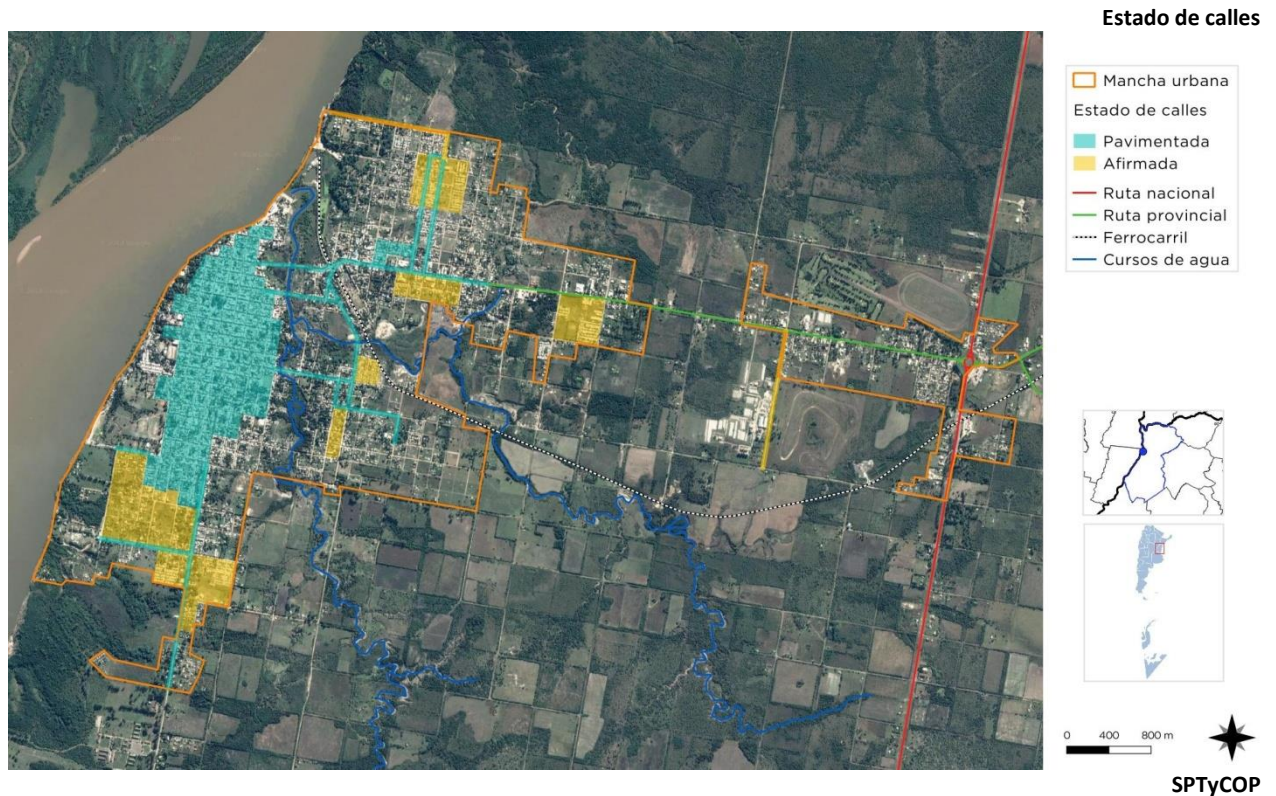 Estado de calles
Mancha urbana
Estado de calles
Pavimentada
Afirmada
Ruta nacional
Ruta provincial
Ferrocarril
Cursos de agua
0 400 800 m
SPTyCOP